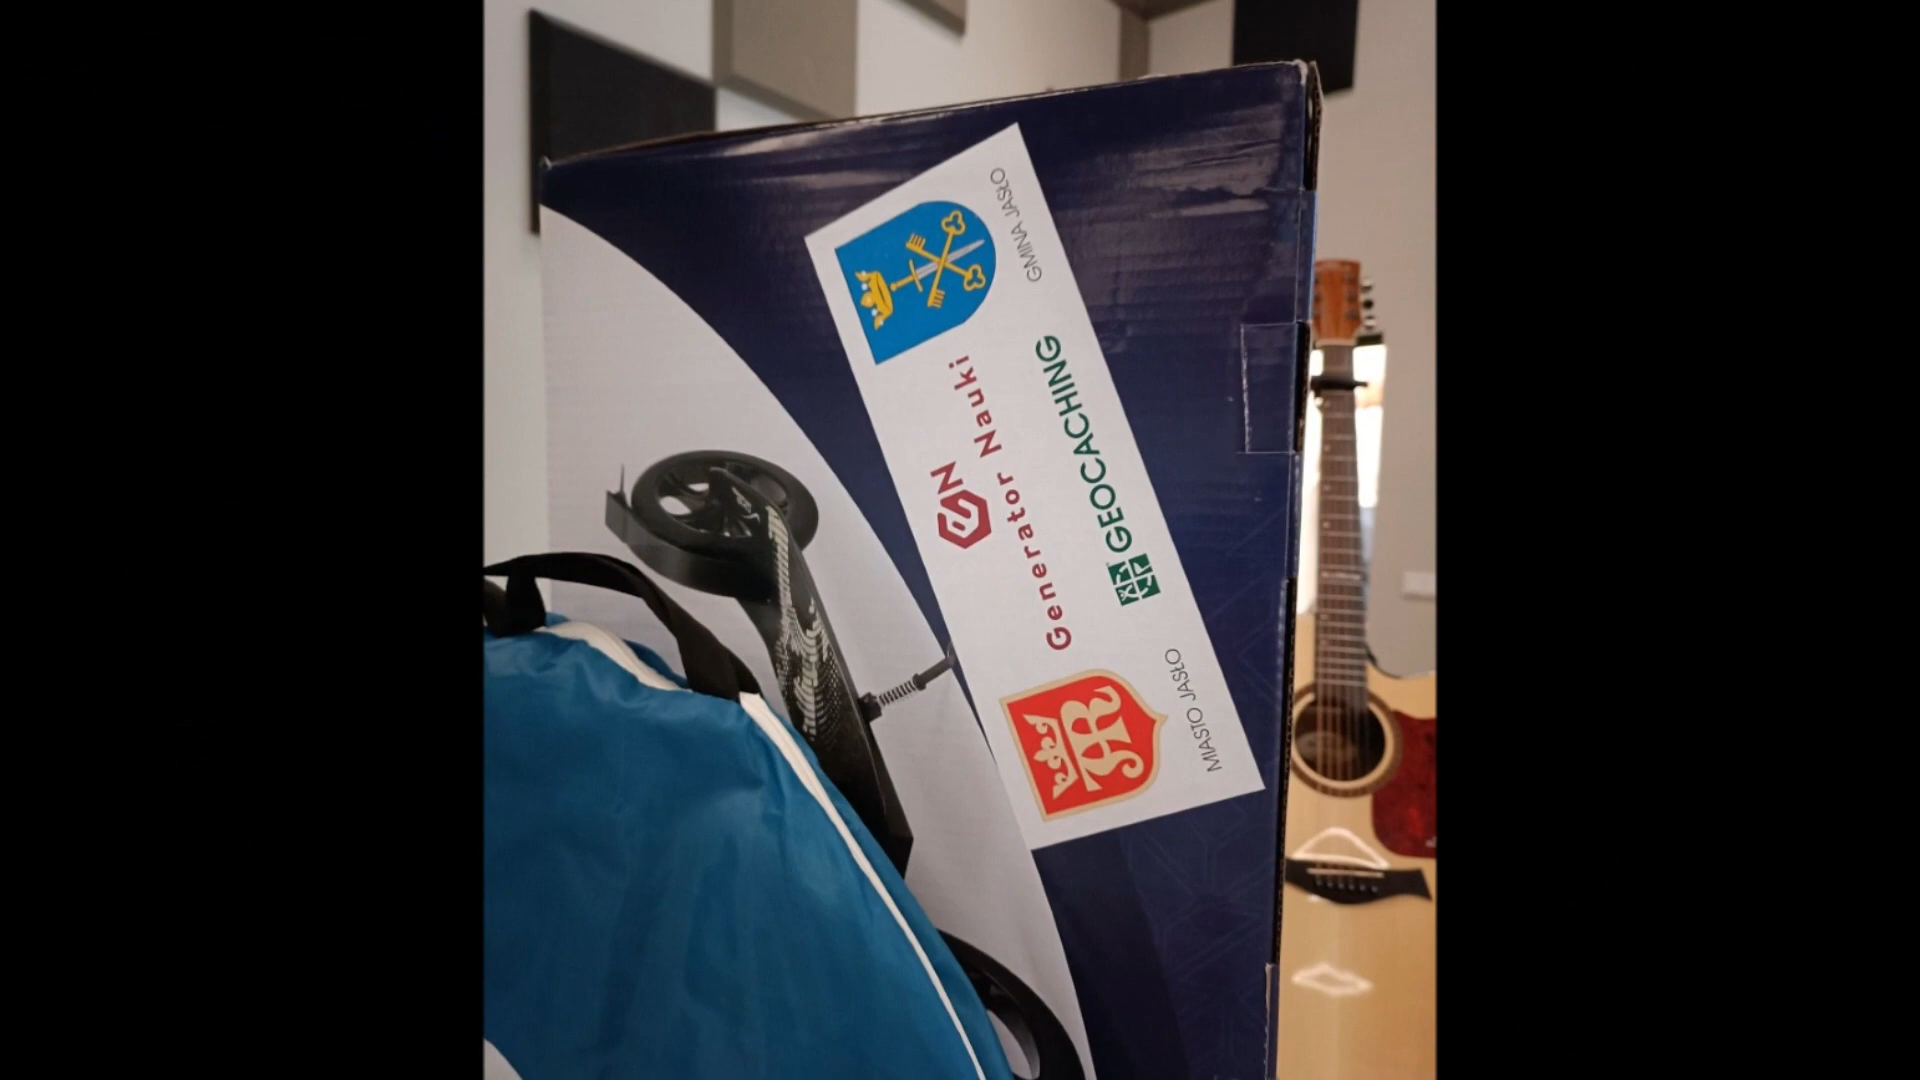 MIASTO JASŁO
GN
Generator Nauki
GEOCACHING
GMINA JASŁO